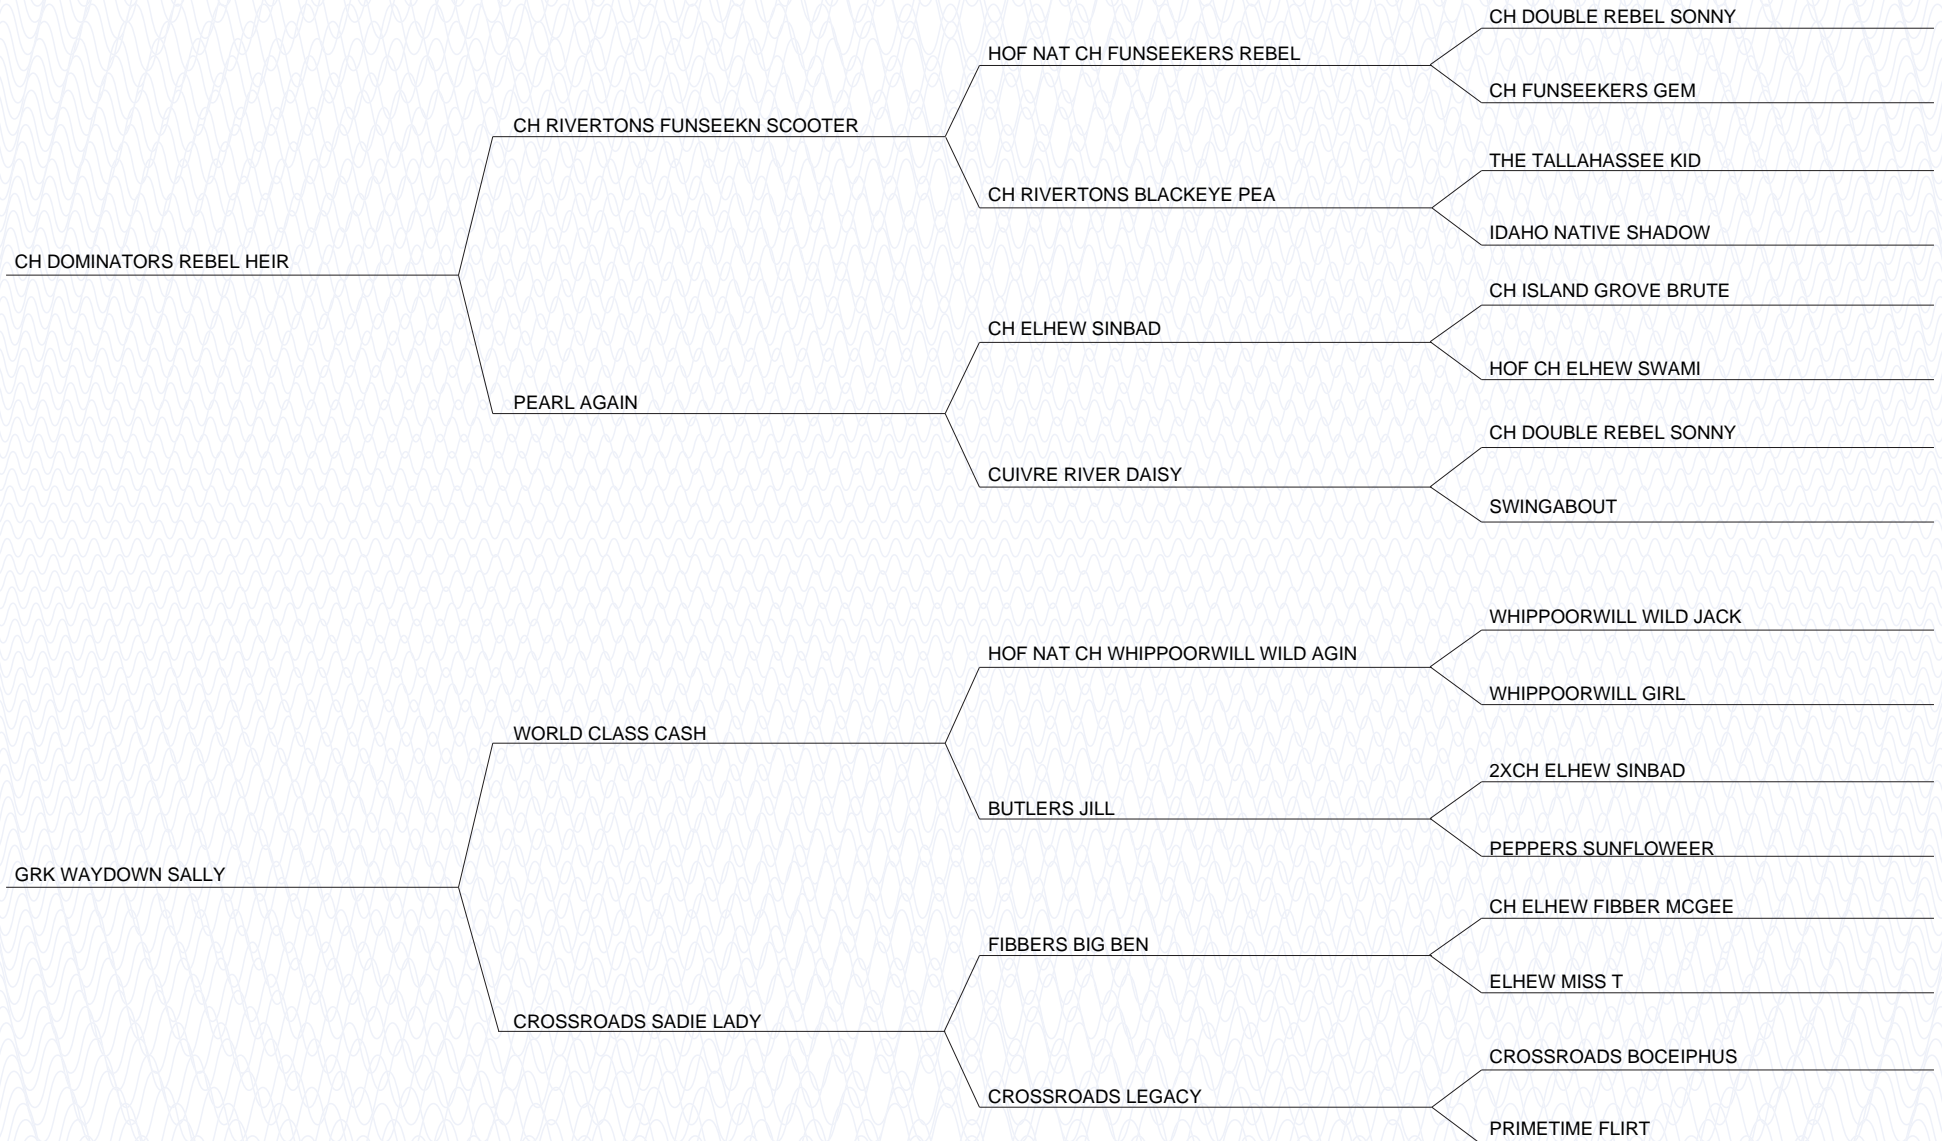 CH DOUBLE REBEL SONNY
HOF NAT CH FUNSEEKERS REBEL
CH FUNSEEKERS GEM
CH RIVERTONS FUNSEEKN SCOOTER
THE TALLAHASSEE KID
CH RIVERTONS BLACKEYE PEA
IDAHO NATIVE SHADOW
CH DOMINATORS REBEL HEIR
CH ISLAND GROVE BRUTE
CH ELHEW SINBAD
HOF CH ELHEW SWAMI
PEARL AGAIN
CH DOUBLE REBEL SONNY
CUIVRE RIVER DAISY
SWINGABOUT
WHIPPOORWILL WILD JACK
HOF NAT CH WHIPPOORWILL WILD AGIN
WHIPPOORWILL GIRL
WORLD CLASS CASH
2XCH ELHEW SINBAD
BUTLERS JILL
PEPPERS SUNFLOWEER
GRK WAYDOWN SALLY
CH ELHEW FIBBER MCGEE
FIBBERS BIG BEN
ELHEW MISS T
CROSSROADS SADIE LADY
CROSSROADS BOCEIPHUS
CROSSROADS LEGACY
PRIMETIME FLIRT